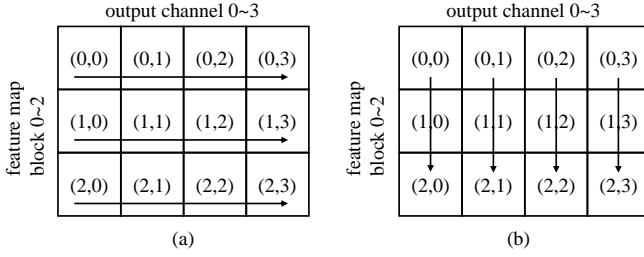 output channel 0~3
feature map
block 0~2
(0,0) (0,1) (0,2) (0,3)
(1,0) (1,1) (1,2) (1,3)
(2,0) (2,1) (2,2) (2,3)
(a)
output channel 0~3
feature map
block 0~2
(0,0) (0,1) (0,2) (0,3)
(1,0) (1,1) (1,2) (1,3)
(2,0) (2,1) (2,2) (2,3)
(b)